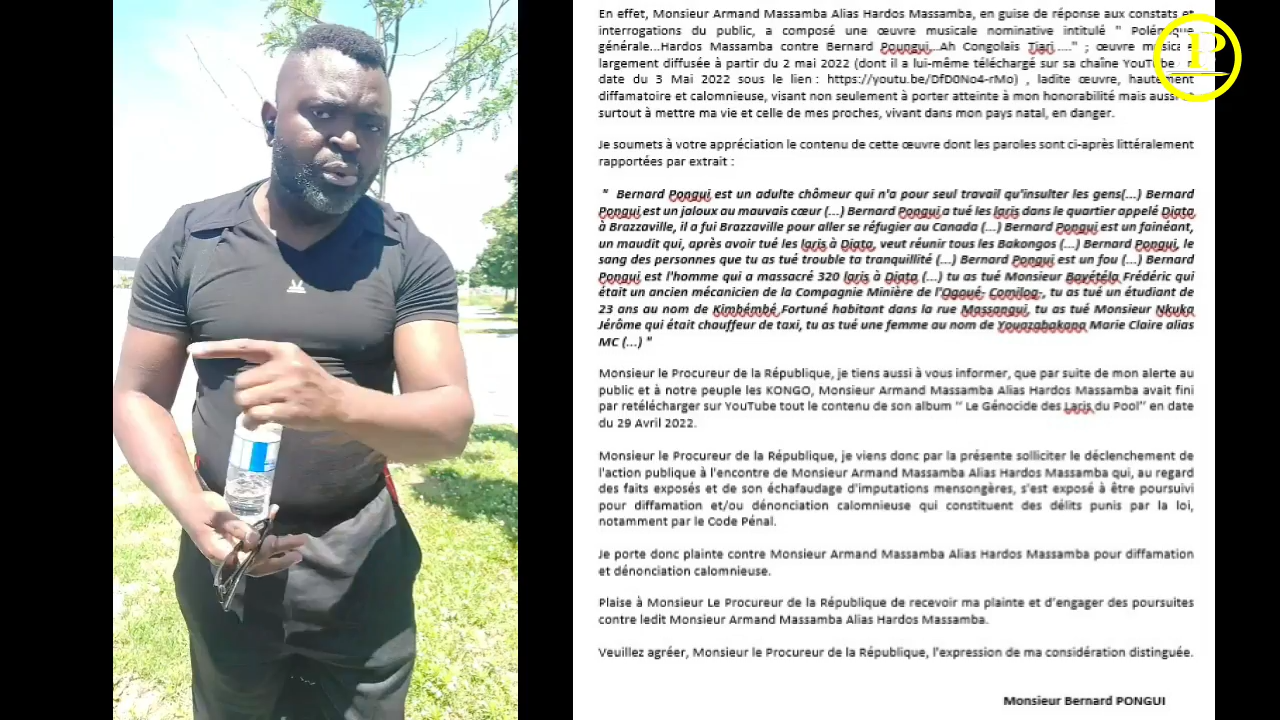 En effet, Monsieur Armand Massamba Alias Hardos Massamba, en guise de réponse aux constats et
interrogations du public, a composé une œuvre musicale nominative intitulé " Polémique
générale...Hardos Massamba contre Bernard Poungui...Ah Congolais Tiari....." ; œuvre musicale
largement diffusée à partir du 2 mai 2022 (dont il a lui-même téléchargé sur sa chaîne YouTube
date du 3 Mai 2022 sous le lien : https://youtu.be/DfD0No4-rMo) , ladite œuvre, hautement
diffamatoire et calomnieuse, visant non seulement à porter atteinte à mon honorabilité mais aussi et
surtout à mettre ma vie et celle de mes proches, vivant dans mon pays natal, en danger.
Je soumets à votre appréciation le contenu de cette œuvre dont les paroles sont ci-après littéralement
rapportées par extrait :
" Bernard Pongui est un adulte chômeur qui n'a pour seul travail qu'insulter les gens(...) Bernard
Pongui est un jaloux au mauvais cœur (...) Bernard Pongui a tué les laris dans le quartier appelé Diata
à Brazzaville, il a fui Brazzaville pour aller se réfugier au Canada (...) Bernard Pongui est un fainéant,
un maudit qui, après avoir tué les laris à Diata, veut réunir tous les Bakongos (...) Bernard Pongui, le
sang des personnes que tu as tué trouble ta tranquilité (...) Bernard Pongui est un fou (...) Bernard
Pongui est l'homme qui a massacré 320 laris à Diata (...) tu as tué Monsieur Bavétéla Frédéric qui
était un ancien mécanicien de la Compagnie Minière de l'Ogoué- Comilog-, tu as tué un étudiant de
23 ans au nom de Kimbémbé Fortuné habitant dans la rue Massangui, tu as tué Monsieur Nkuka
Jérôme qui était chauffeur de taxi, tu as tué une femme au nom de Youazabakana Marie Claire alias
MC (...) "
Monsieur le Procureur de la République, je tiens aussi à vous informer, que par suite de mon alerte au
public et à notre peuple les KONGO, Monsieur Armand Massamba Alias Hardos Massamba avait fini
par retélécharger sur YouTube tout le contenu de son album " Le Génocide des Laris du Pool" en date
du 29 Avril 2022.
Monsieur le Procureur de la République, je viens donc par la présente solliciter le déclenchement de
l'action publique à l'encontre de Monsieur Armand Massamba Alias Hardos Massamba qui, au regard
des faits exposés et de son échafaudage d'imputations mensongères, s'est exposé à être poursuivi
pour diffamation et/ou dénonciation calomnieuse qui constituent des délits punis par la loi,
notamment par le Code Pénal.
Je porte donc plainte contre Monsieur Armand Massamba Alias Hardos Massamba pour diffamation
et dénonciation calomnieuse.
Plaise à Monsieur Le Procureur de la République de recevoir ma plainte et d'engager des poursuites
contre ledit Monsieur Armand Massamba Alias Hardos Massamba.
Veuillez agréer, Monsieur le Procureur de la République, l'expression de ma considération distinguée.
Monsieur Bernard PONGUI
P